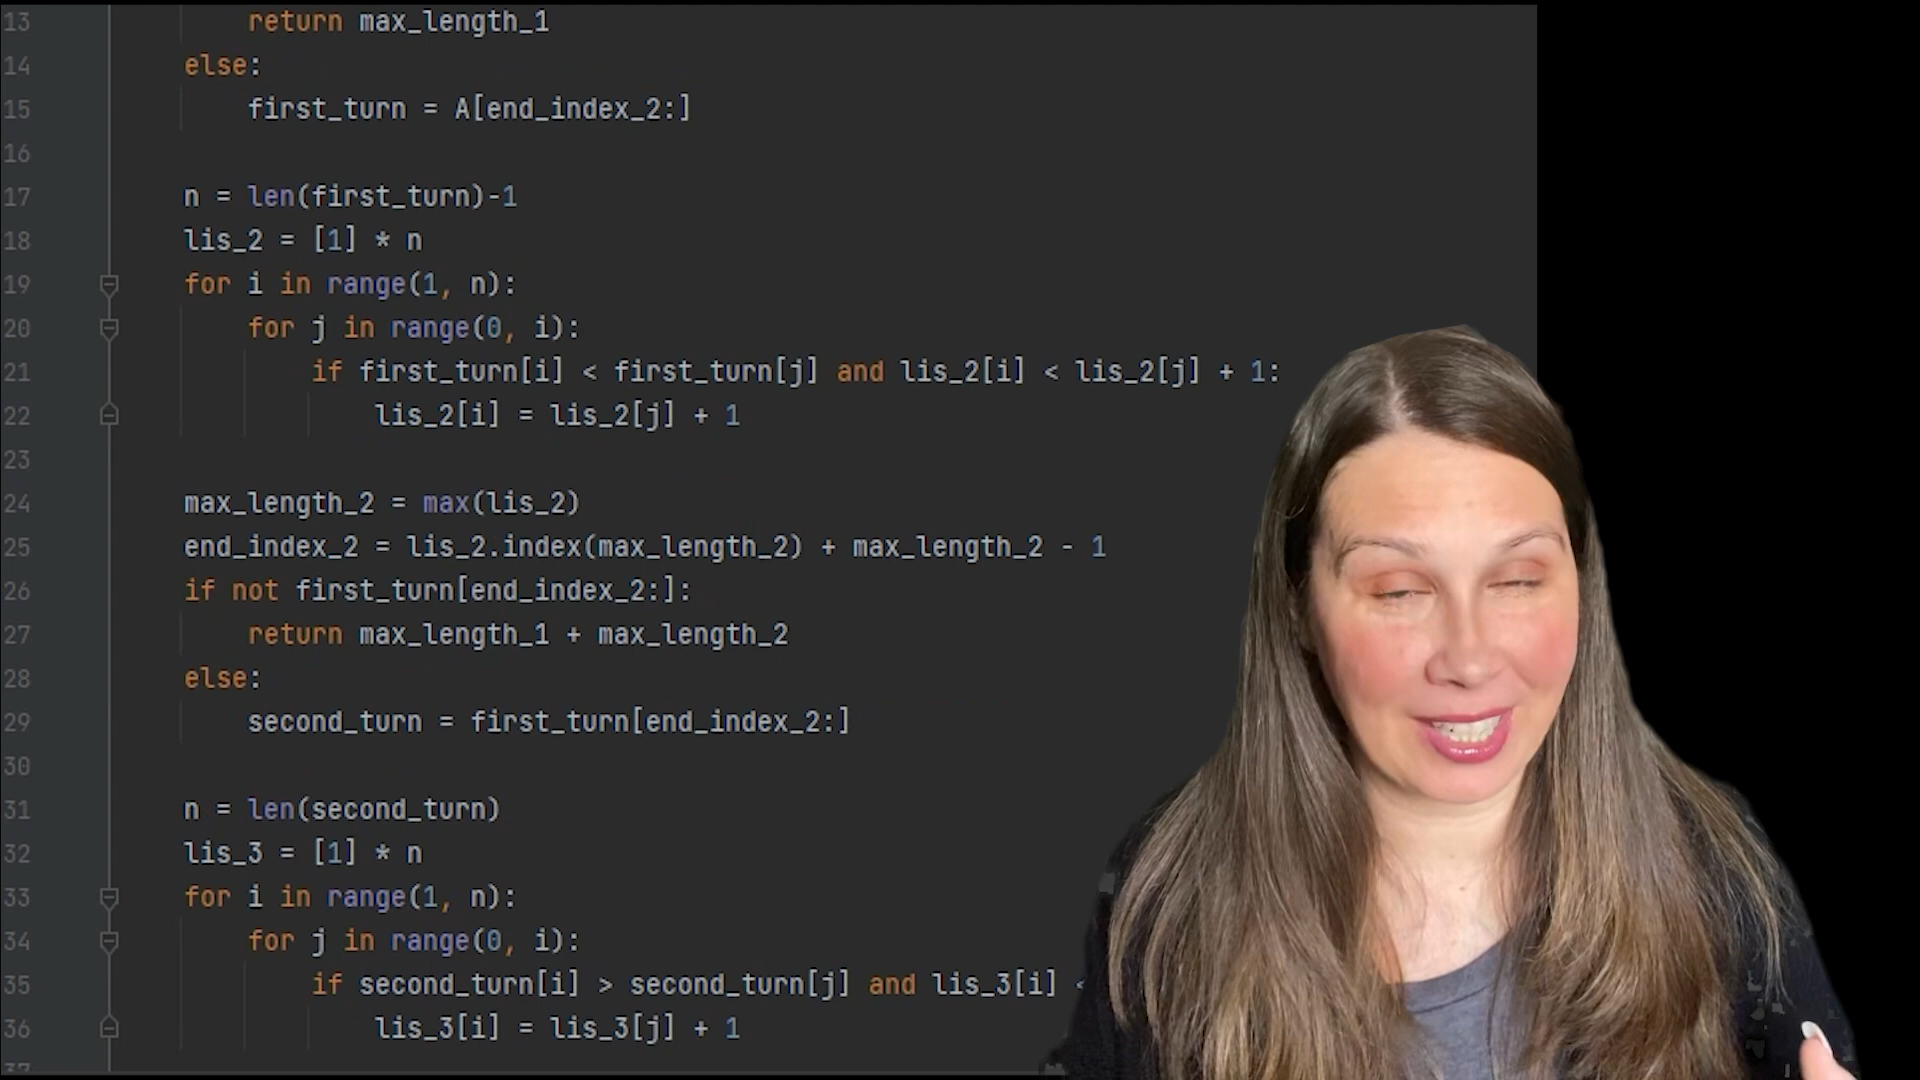 13 return max_length_1
14 else:
15 first_turn = A[end_index_2:]
16
17 n = len(first_turn)-1
18 lis_2 = [1] * n
19 for i in range(1, n):
20 for j in range(0, i):
21 if first_turn[i] < first_turn[j] and lis_2[i] < lis_2[j] + 1:
22 lis_2[i] = lis_2[j] + 1
23
24 max_length_2 = max(lis_2)
25 end_index_2 = lis_2.index(max_length_2) + max_length_2 - 1
26 if not first_turn[end_index_2:]:
27 return max_length_1 + max_length_2
28 else:
29 second_turn = first_turn[end_index_2:]
30
31 n = len(second_turn)
32 lis_3 = [1] * n
33 for i in range(1, n):
34 for j in range(0, i):
35 if second_turn[i] > second_turn[j] and lis_3[i] <
36 lis_3[i] = lis_3[j] + 1
37